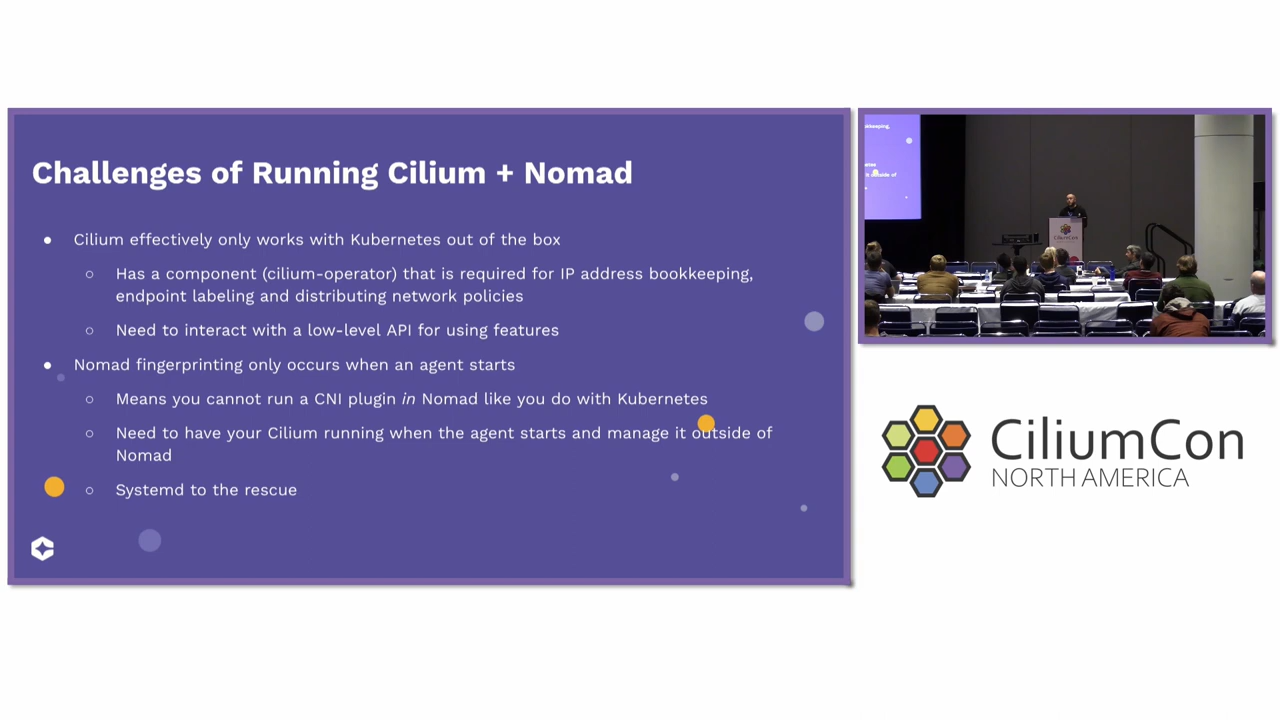 Challenges of Running Cilium + Nomad
● Cilium effectively only works with Kubernetes out of the box
○ Has a component (cilium-operator) that is required for IP address bookkeeping,
endpoint labeling and distributing network policies
○ Need to interact with a low-level API for using features
● Nomad fingerprinting only occurs when an agent starts
○ Means you cannot run a CNI plugin in Nomad like you do with Kubernetes
○ Need to have your Cilium running when the agent starts and manage it outside of
Nomad
○ Systemd to the rescue
CiliumCon
NORTH AMERICA